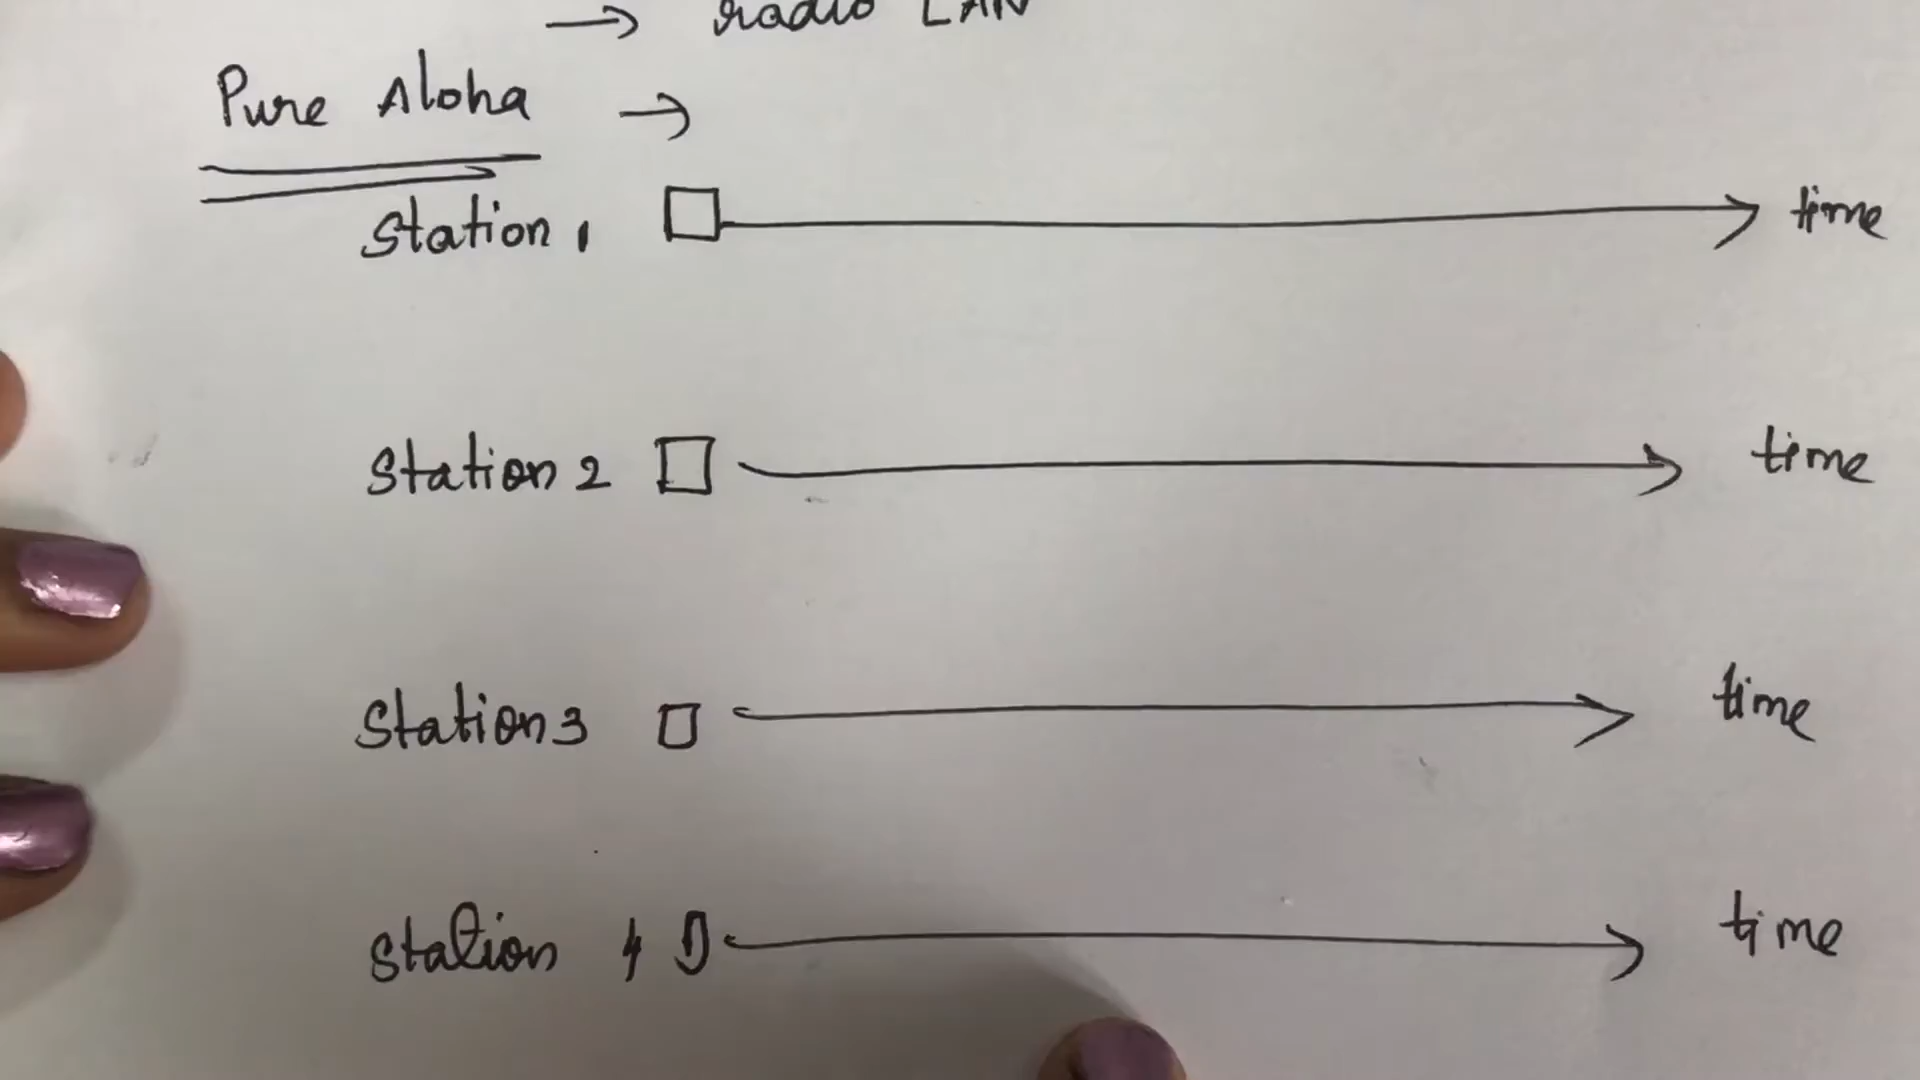 → radio LAN
Pure Aloha →
Station 1 time
Station 2 time
Station 3 time
Station 4 time